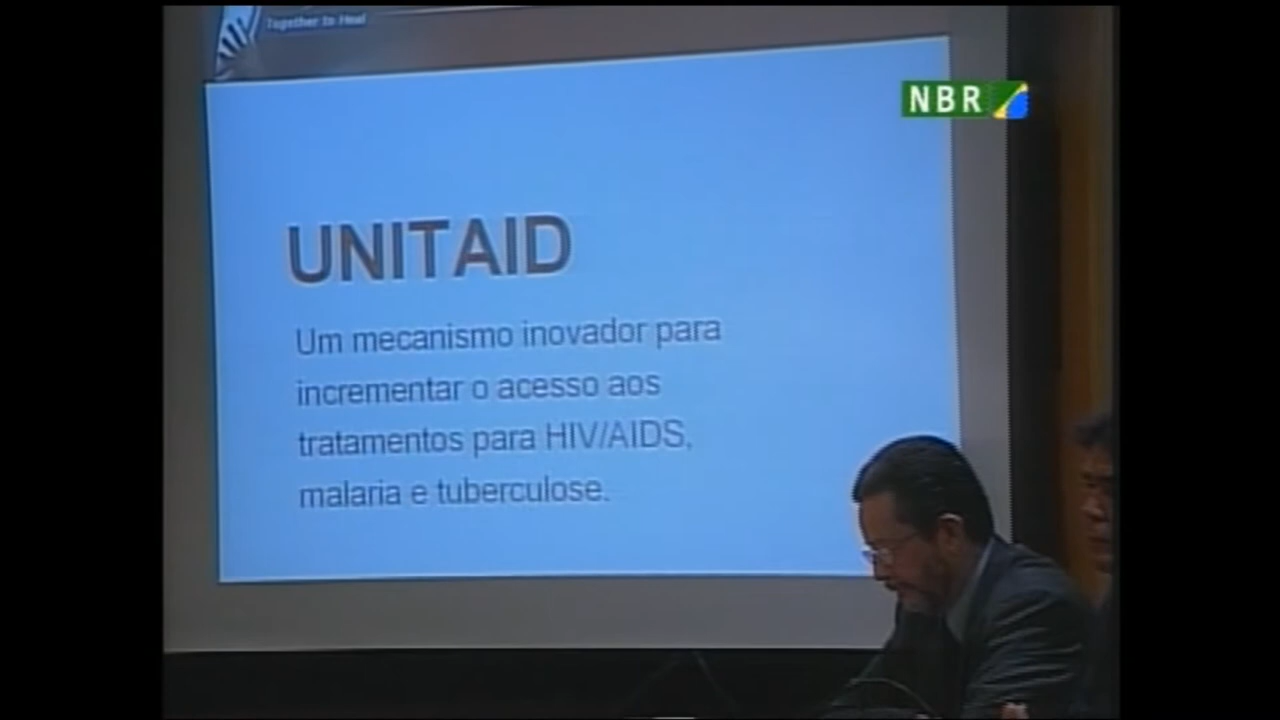 Together to Heal
NBR
UNITAID
Um mecanismo inovador para
incrementar o acesso aos
tratamentos para HIV/AIDS,
malaria e tuberculose.